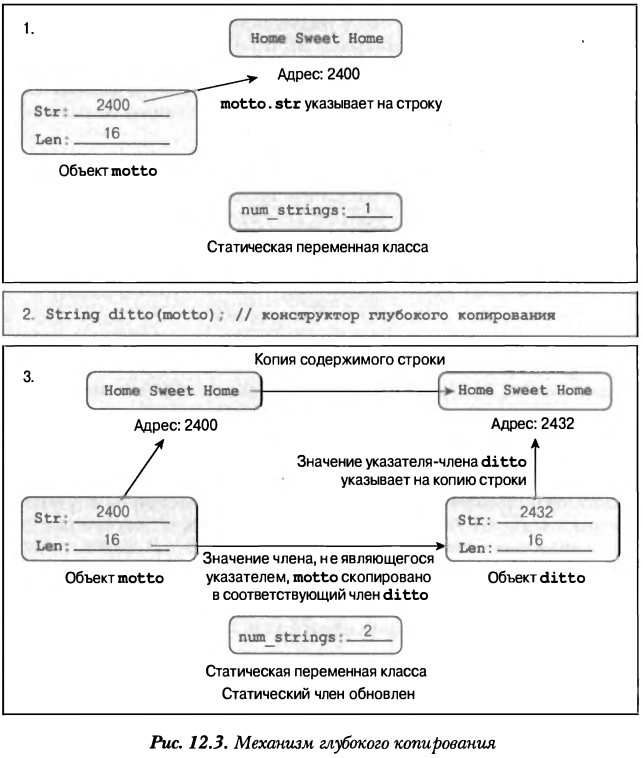 1.
Home Sweet Home
Адрес: 2400
motto.str указывает на строку
Str: 2400
Len: 16
Объект motto
num_strings: 1
Статическая переменная класса
2. String ditto(motto); // конструктор глубокого копирования
3.
Копия содержимого строки
Home Sweet Home
Home Sweet Home
Адрес: 2400
Адрес: 2432
Значение указателя-члена ditto
указывает на копию строки
Str: 2400
Len: 16
Объект motto
Str: 2432
Len: 16
Объект ditto
Значение члена, не являющегося
указателем, motto скопировано
в соответствующий член ditto
num_strings: 2
Статическая переменная класса
Статический член обновлен
Рис. 12.3. Механизм глубокого копирования